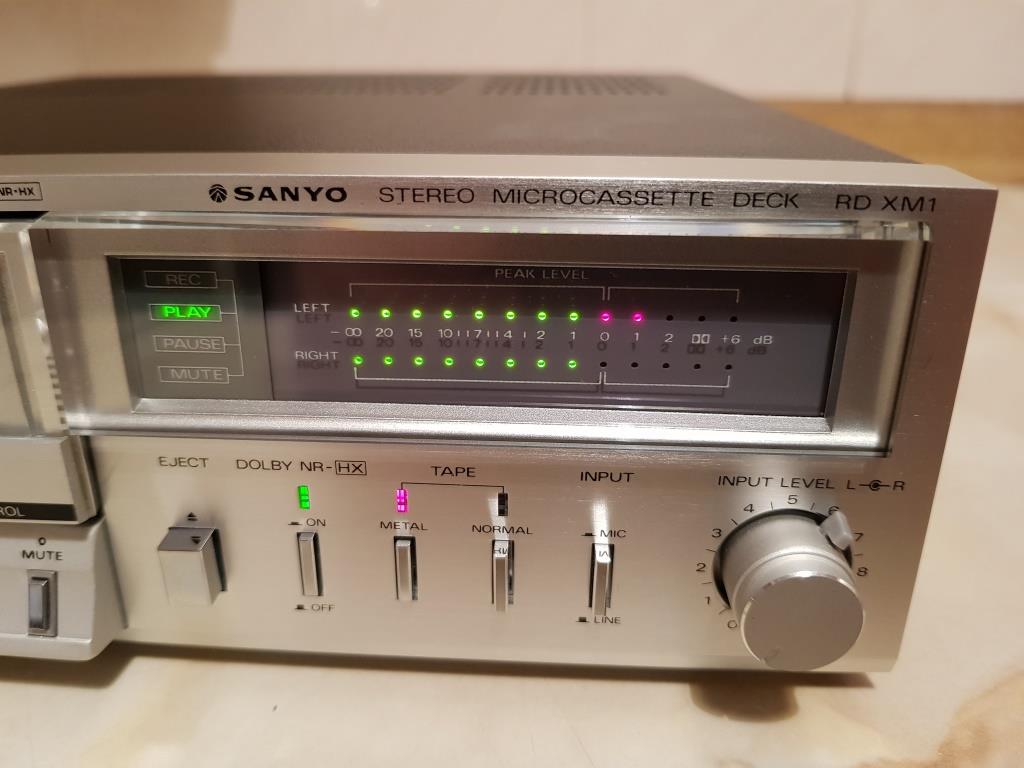 NR-HX
SANYO STEREO MICROCASSETTE DECK RD XM1
PEAK LEVEL
REC
PLAY
PAUSE
MUTE
LEFT
-∞ 20 15 10 7 4 2 1 0 1 2 +6 dB
RIGHT
EJECT
DOLBY NR-HX
ON
OFF
TAPE
METAL
NORMAL
INPUT
MIC
LINE
INPUT LEVEL L R
0 1 2 3 4 5 6 7 8
ROL
MUTE